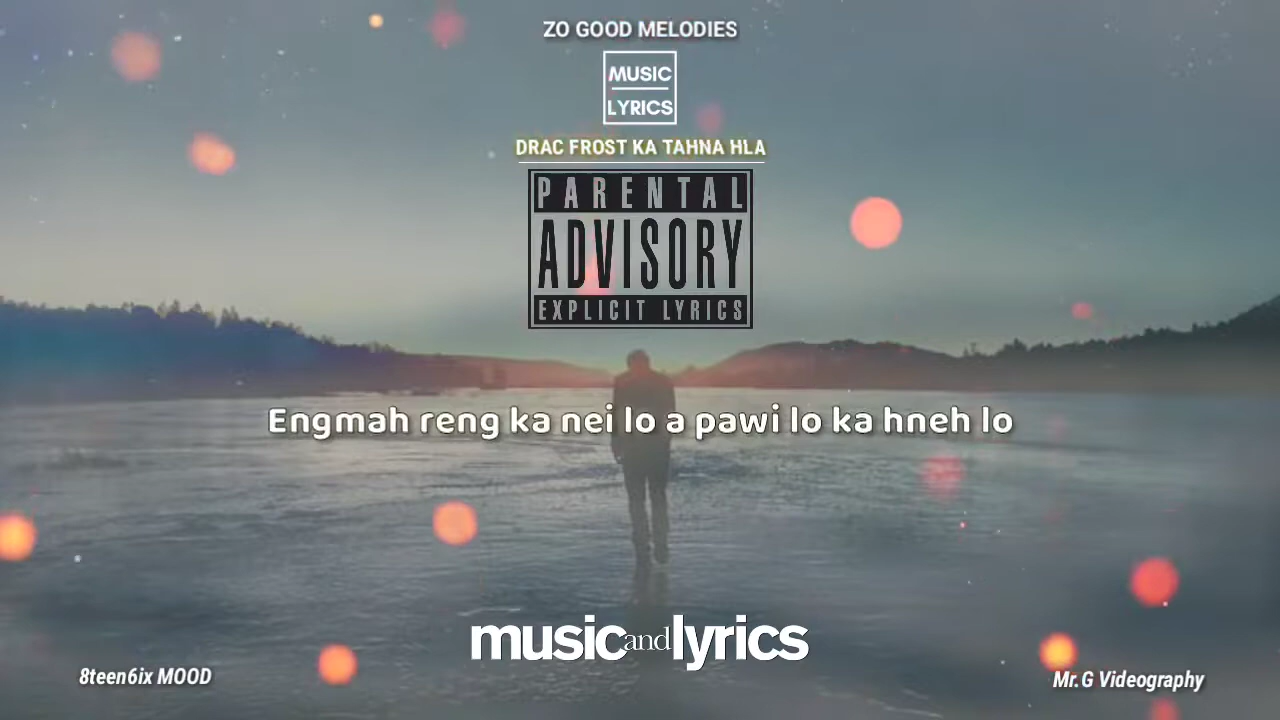 ZO GOOD MELODIES
MUSIC
LYRICS
DRAC FROST KA TAHNA HLA
PARENTAL
ADVISORY
EXPLICIT LYRICS
Engmah reng ka nei lo a pawi lo ka hneh lo
musicandlyrics
8teen6ix MOOD
Mr.G Videography